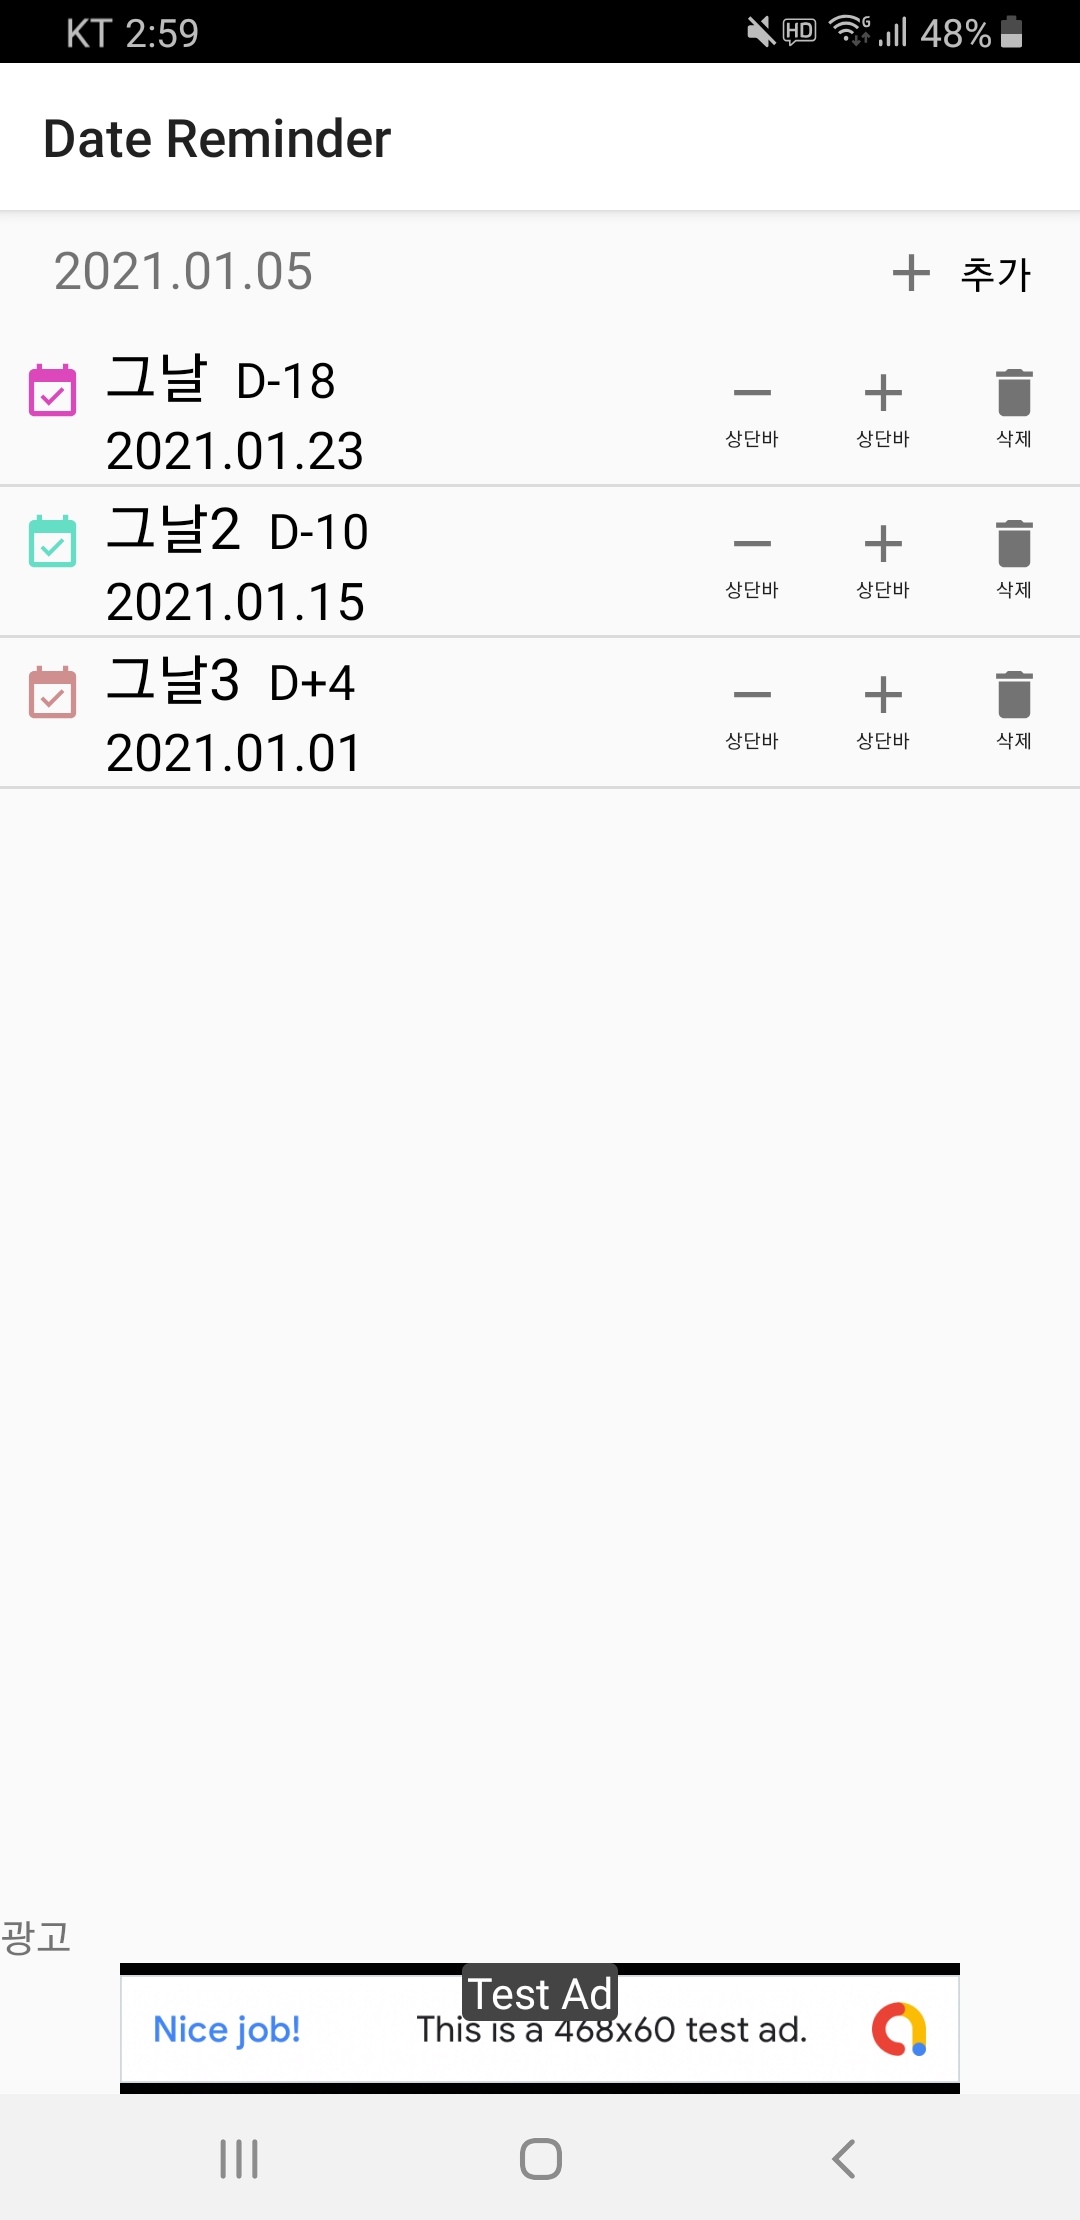 KT 2:59 HD G 48%
Date Reminder
2021.01.05 + 추가
그날 D-18
2021.01.23
상단바 상단바 삭제
그날2 D-10
2021.01.15
상단바 상단바 삭제
그날3 D+4
2021.01.01
상단바 상단바 삭제
광고
Test Ad
Nice job! This is a 468x60 test ad.